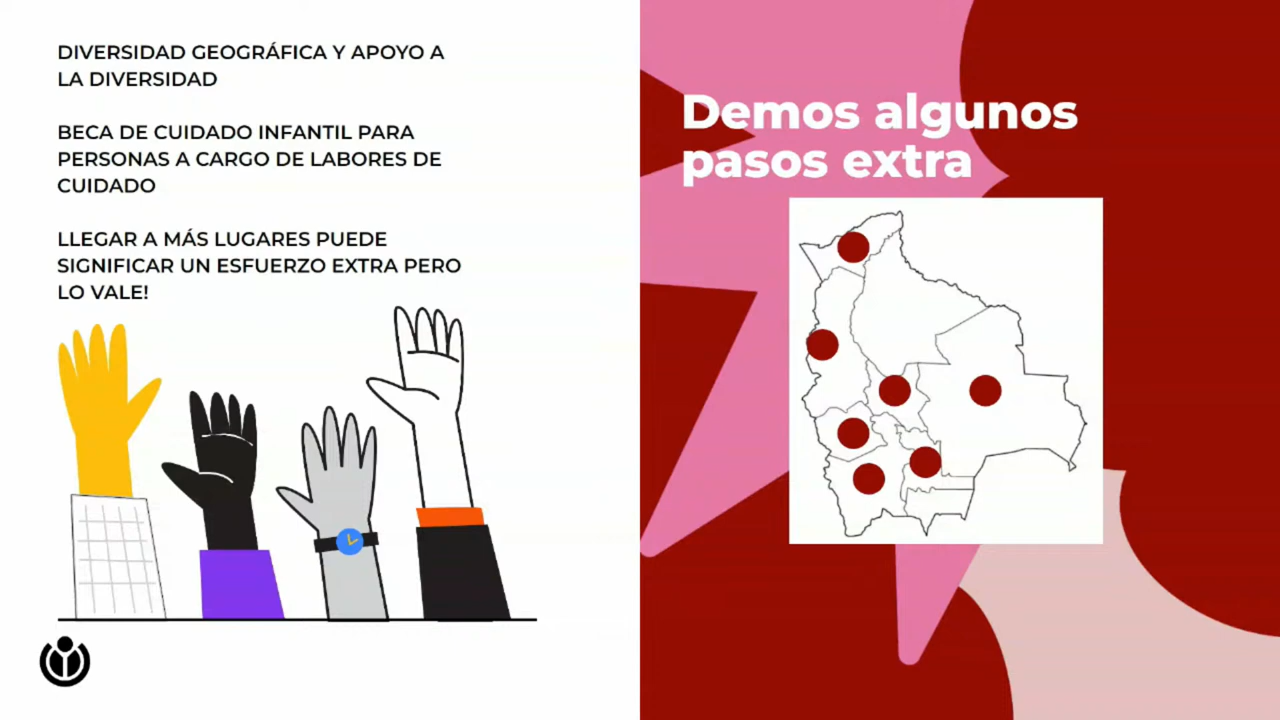 DIVERSIDAD GEOGRÁFICA Y APOYO A
LA DIVERSIDAD
BECA DE CUIDADO INFANTIL PARA
PERSONAS A CARGO DE LABORES DE
CUIDADO
LLEGAR A MÁS LUGARES PUEDE
SIGNIFICAR UN ESFUERZO EXTRA PERO
LO VALE!
Demos algunos
pasos extra